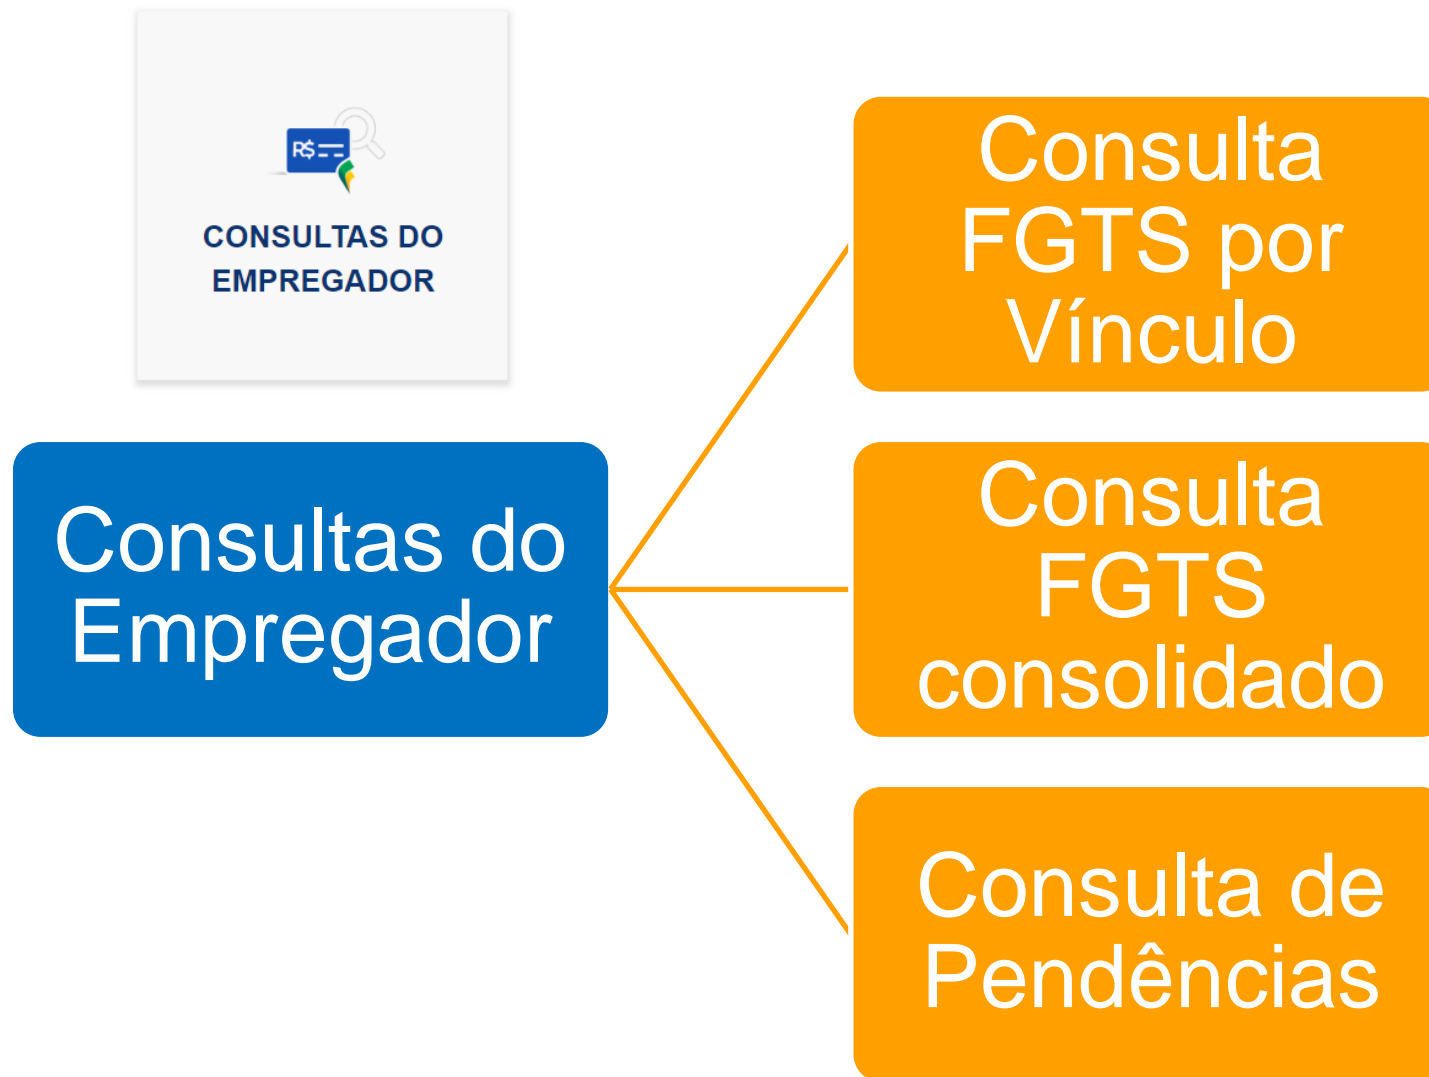 R$
CONSULTAS DO
EMPREGADOR
Consultas do
Empregador
Consulta
FGTS por
Vínculo
Consulta
FGTS
consolidado
Consulta de
Pendências